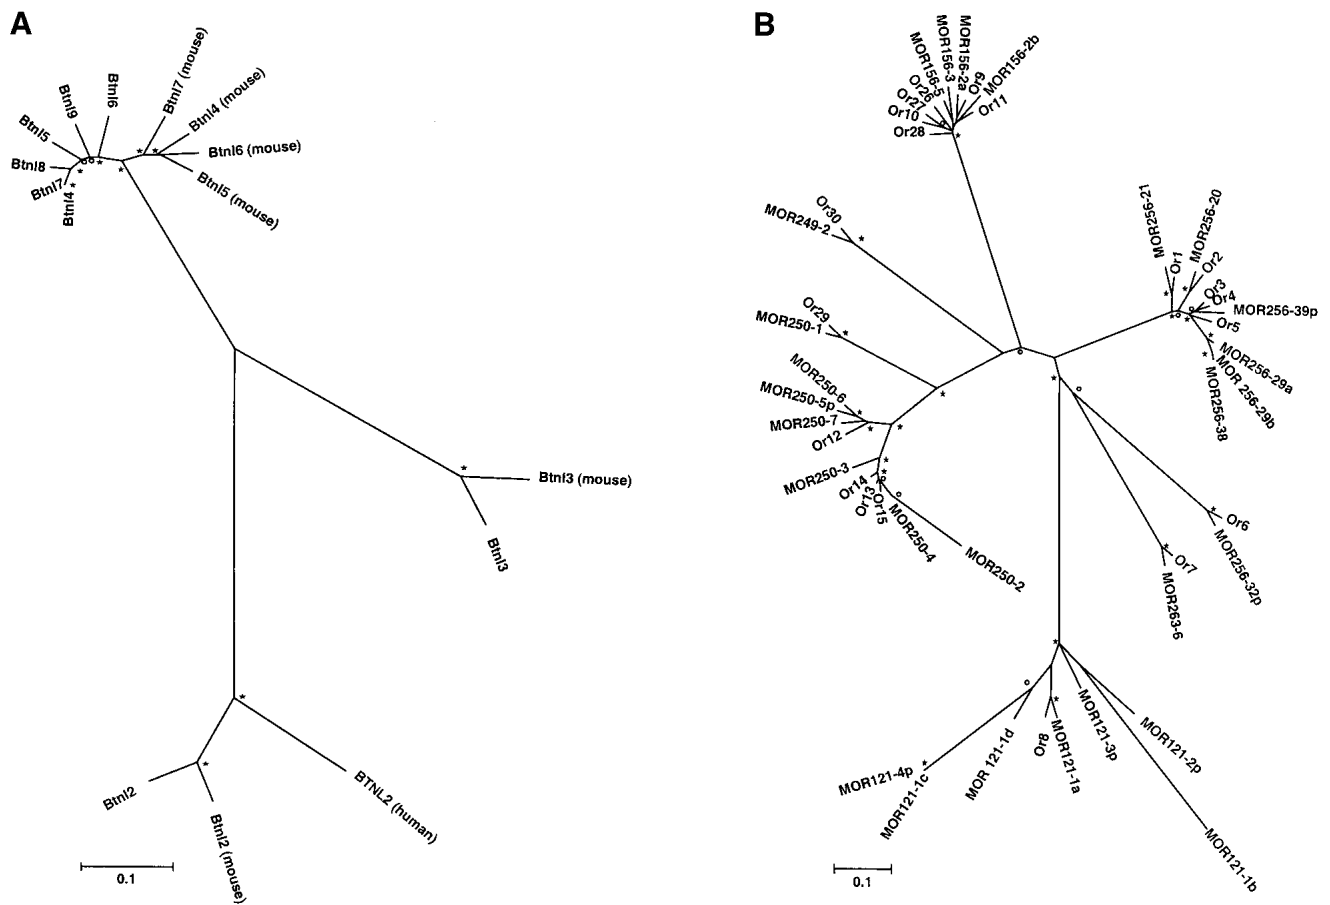 A
Btnl5
Btnl9
Btnl6
Btnl7 (mouse)
Btnl4 (mouse)
Btnl6 (mouse)
Btnl5 (mouse)
Btnl8
Btnl7
Btnl4
Btnl3 (mouse)
Btnl3
BTNL2 (human)
Btnl2 (mouse)
Btnl2
0.1
B
MOR156-5
MOR156-3
MOR156-2a
Or9
MOR156-2b
Or11
Or26
Or27
Or10
Or28
Or30
MOR249-2
Or29
MOR250-1
MOR250-6
MOR250-5p
MOR250-7
Or12
MOR250-3
Or14
Or13
Or15
MOR250-4
MOR250-2
MOR256-21
Or1
MOR256-20
Or2
Or3
Or4
MOR256-39p
Or5
MOR256-29a
MOR 256-29b
MOR256-38
Or6
MOR256-32p
Or7
MOR263-6
MOR121-4p
MOR121-1c
MOR 121-1d
Or8
MOR121-1a
MOR121-3p
MOR121-2p
MOR121-1b
0.1